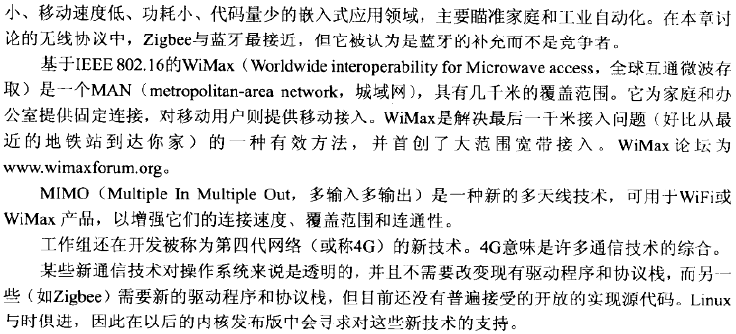 小、移动速度低、功耗小、代码量少的嵌入式应用领域，主要瞄准家庭和工业自动化。在本章讨
论的无线协议中，Zigbee与蓝牙最接近，但它被认为是蓝牙的补充而不是竞争者。
基于IEEE 802.16的WiMax（Worldwide interoperability for Microwave access，全球互通微波存
取）是一个MAN（metropolitan-area network，城域网），具有几千米的覆盖范围。它为家庭和办
公室提供固定连接，对移动用户则提供移动接入。WiMax是解决最后一千米接入问题（好比从最
近的地铁站到达你家）的一种有效方法，并首创了大范围宽带接入。WiMax论坛为
www.wimaxforum.org。
MIMO（Multiple In Multiple Out，多输入多输出）是一种新的多天线技术，可用于WiFi或
WiMax 产品，以增强它们的连接速度、覆盖范围和连通性。
工作组还在开发被称为第四代网络（或称4G）的新技术。4G意味是许多通信技术的综合。
某些新通信技术对操作系统来说是透明的，并且不需要改变现有驱动程序和协议栈，而另一
些（如Zigbee）需要新的驱动程序和协议栈，但目前还没有普遍接受的开放的实现源代码。Linux
与时俱进，因此在以后的内核发布版中会寻求对这些新技术的支持。